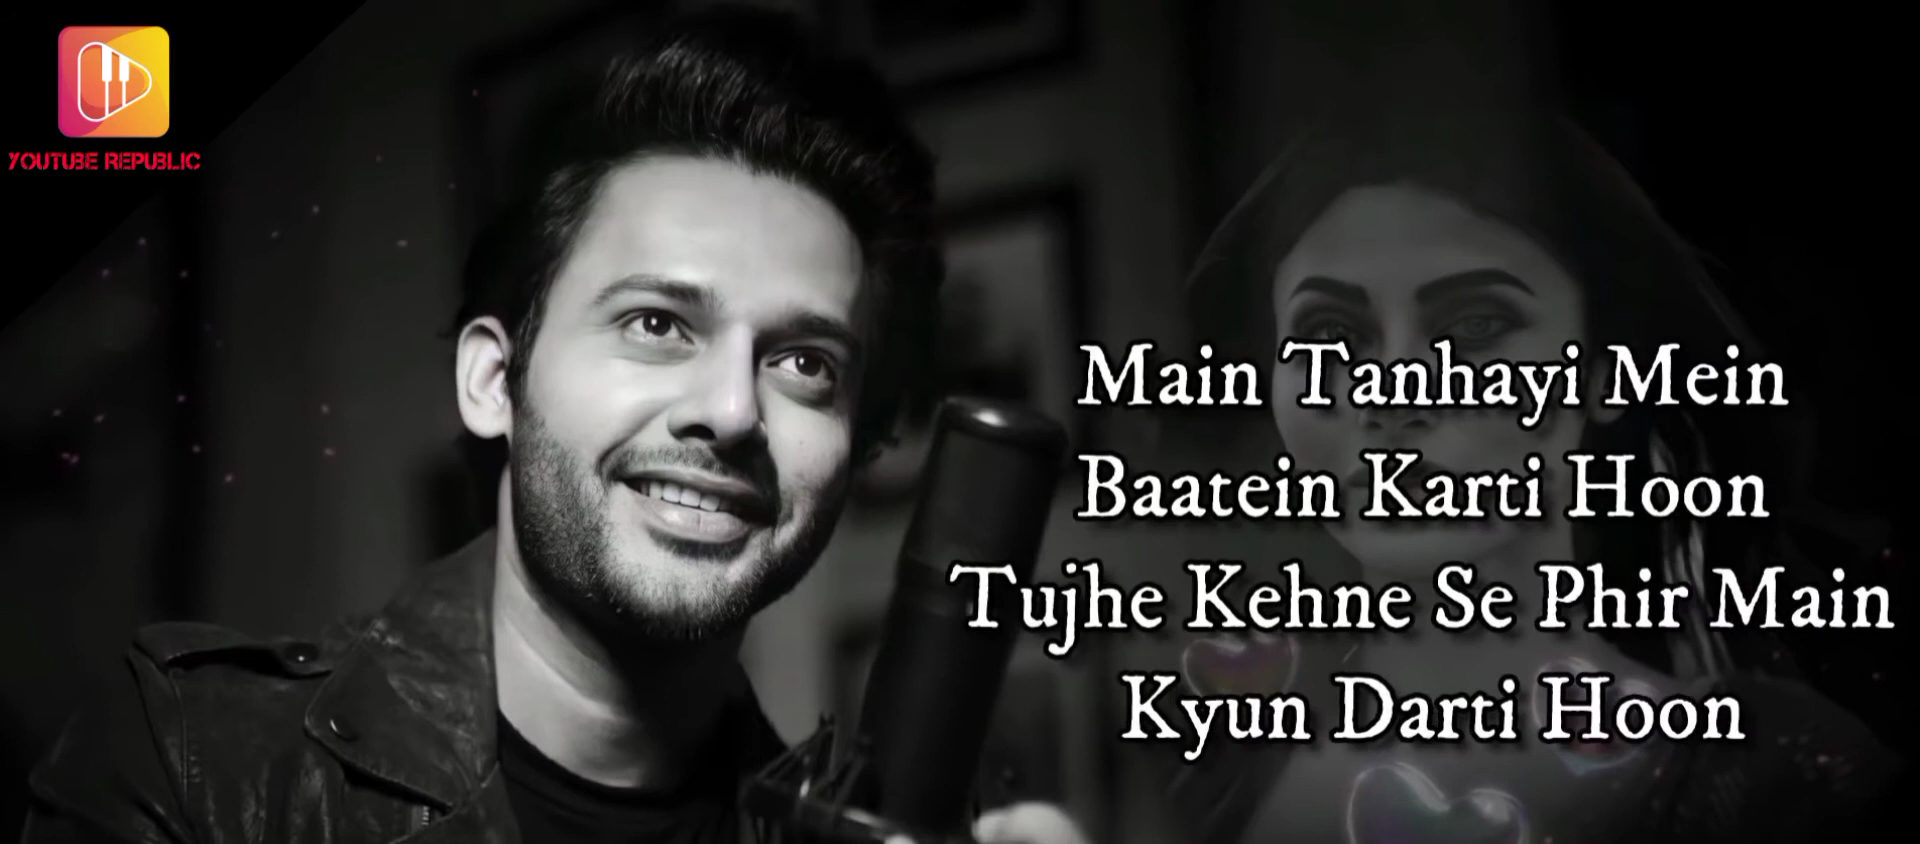 YOUTUBE REPUBLIC
Main Tanhayi Mein
Baatein Karti Hoon
Tujhe Kehne Se Phir Main
Kyun Darti Hoon